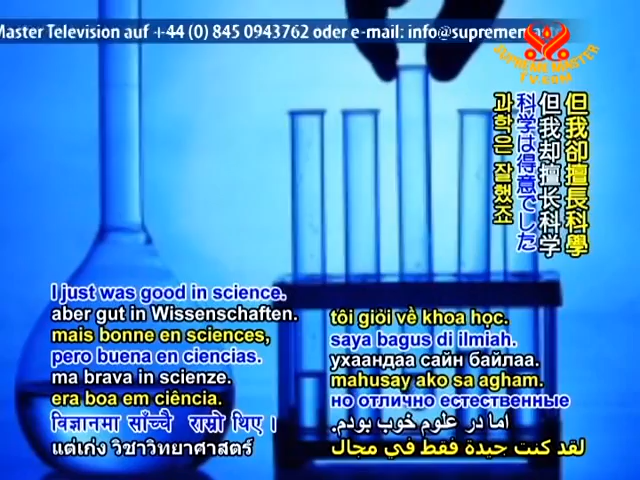 Master Television auf ++44 (0) 845 0943762 oder e-mail: info@suprememaste
SUPREME MASTER
TV.COM
但我卻擅長科學
但我却擅长科学
科学は得意でした
과학은 잘했죠
I just was good in science.
aber gut in Wissenschaften.
mais bonne en sciences,
pero buena en ciencias.
ma brava in scienze.
era boa em ciência.
विज्ञानमा साँच्चै राम्रो थिए ।
แต่เก่ง วิชาวิทยาศาสตร์
tôi giỏi về khoa học.
saya bagus di ilmiah.
ухаандаа сайн байлаа.
mahusay ako sa agham.
но отлично естественные
اما در علوم خوب بودم.
لقد كنت جيدة فقط في مجال